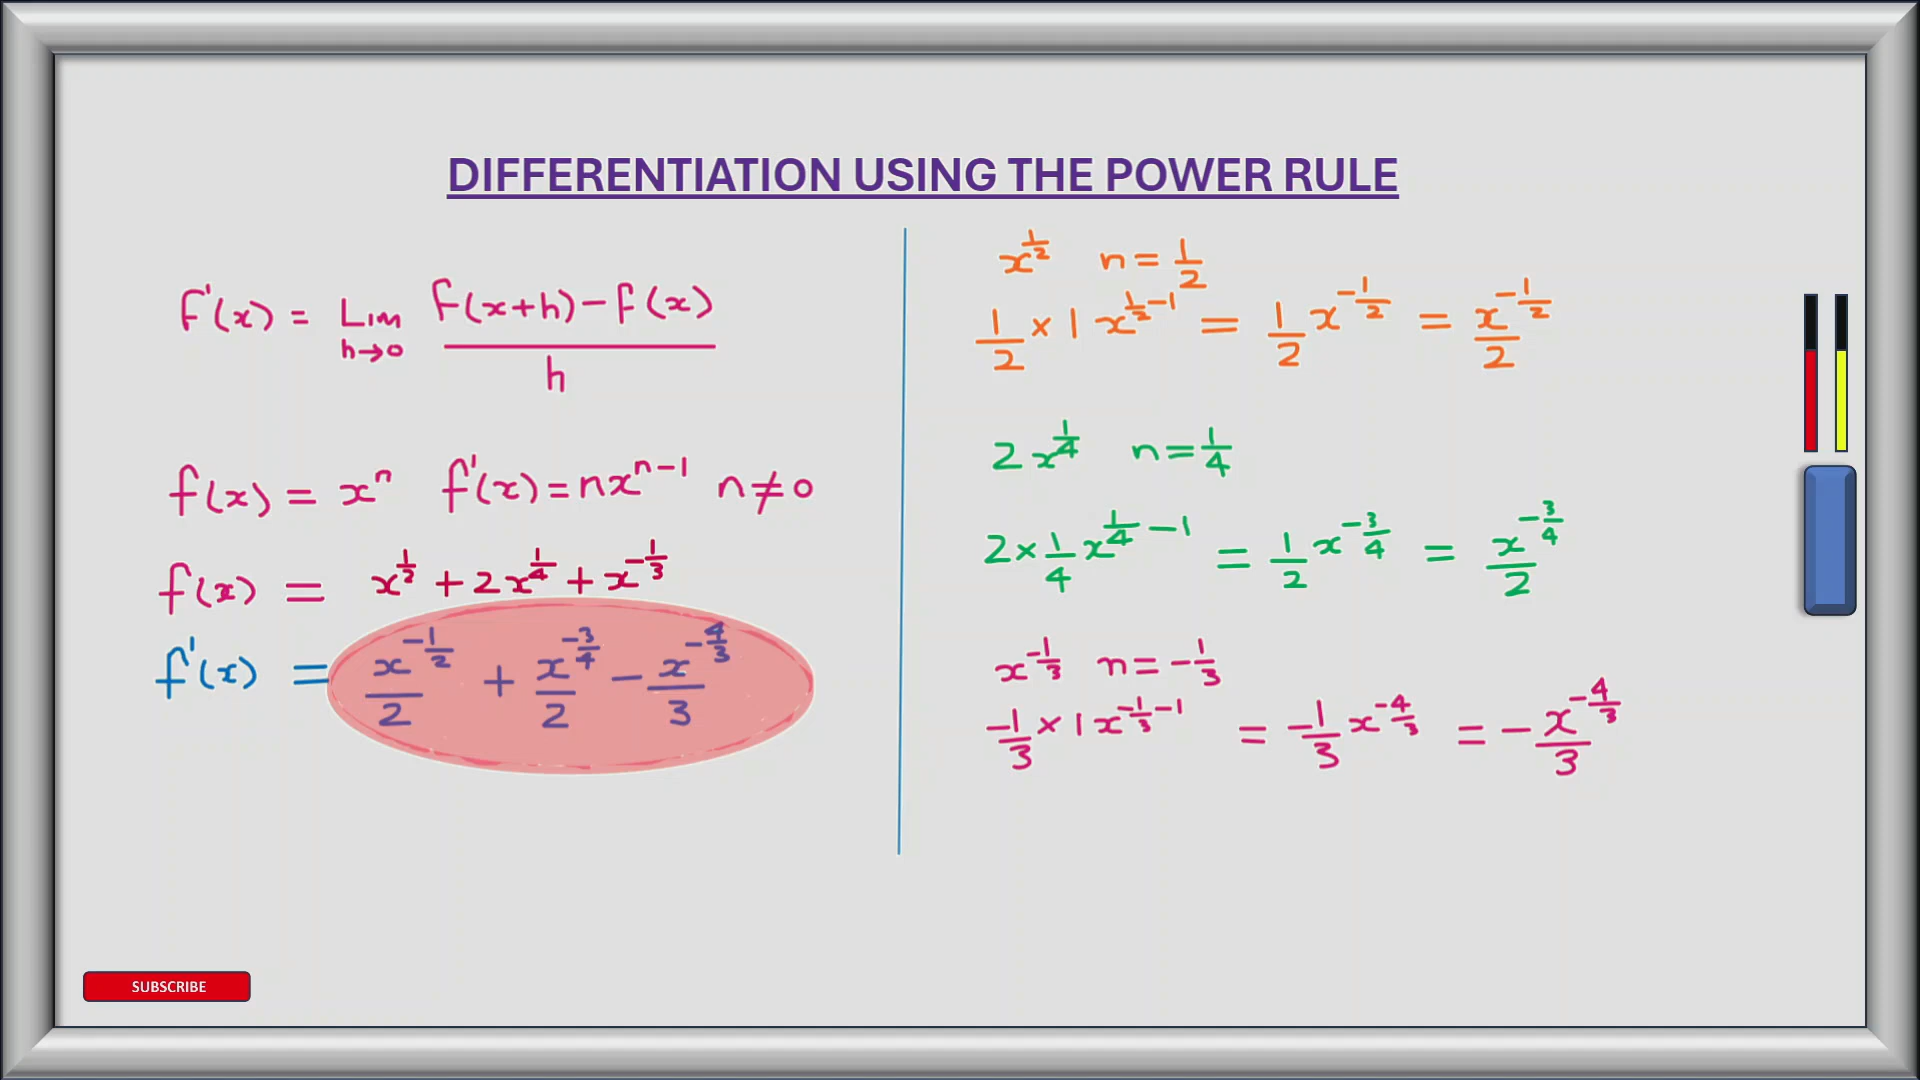 DIFFERENTIATION USING THE POWER RULE
f'(x) = Lim h→0 (f(x+h) − f(x)) / h
f(x) = x^n f'(x) = nx^(n−1) n ≠ 0
f(x) = x^(1/2) + 2x^(1/4) + x^(−1/3)
f'(x) = x^(−1/2)/2 + x^(−3/4)/2 − x^(−4/3)/3
x^(1/2) n = 1/2
1/2 × 1 x^(1/2 −1) = 1/2 x^(−1/2) = x^(−1/2)/2
2x^(1/4) n = 1/4
2 × 1/4 x^(1/4 −1) = 1/2 x^(−3/4) = x^(−3/4)/2
x^(−1/3) n = −1/3
−1/3 × 1 x^(−1/3 −1) = −1/3 x^(−4/3) = − x^(−4/3)/3
SUBSCRIBE